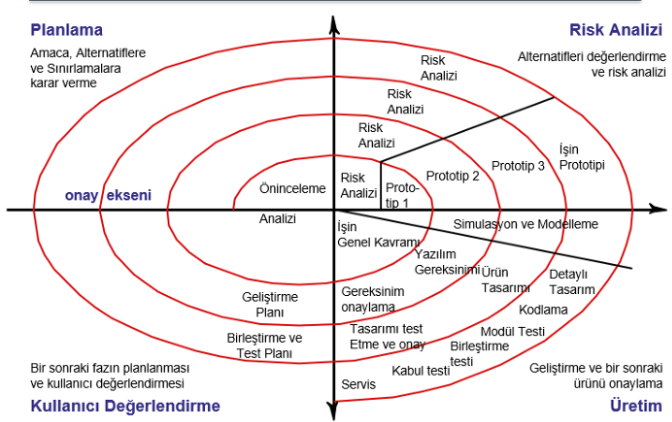 Planlama
Amaca, Alternatiflere
ve Sınırlamalara
karar verme
Risk Analizi
Alternatifleri değerlendirme
ve risk analizi
Risk
Analizi
Risk
Analizi
Risk
Analizi
Risk
Analizi
Proto-
tip 1
Prototip 2
Prototip 3
İşin
Prototipi
Öninceleme
onay ekseni
Analizi
Simulasyon ve Modelleme
İşin
Genel Kavramı
Yazılım
Gereksinimi
Ürün
Tasarımı
Detaylı
Tasarım
Geliştirme
Planı
Gereksinim
onaylama
Kodlama
Birleştirme ve
Test Planı
Tasarımı test
Etme ve onay
Modül Testi
Birleştirme
testi
Kabul testi
Servis
Bir sonraki fazın planlanması
ve kullanıcı değerlendirmesi
Kullanıcı Değerlendirme
Geliştirme ve bir sonraki
ürünü onaylama
Üretim